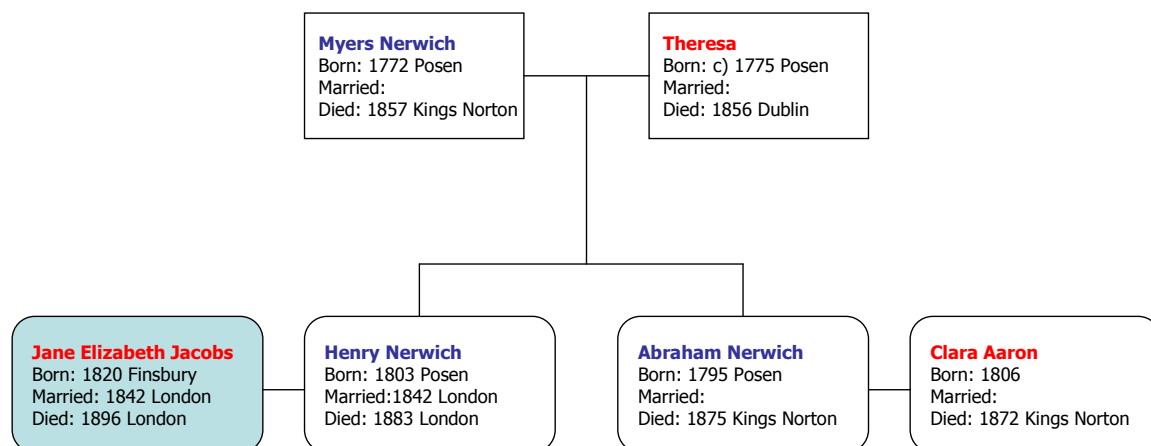 Myers Nerwich
Born: 1772 Posen
Married:
Died: 1857 Kings Norton
Theresa
Born: c) 1775 Posen
Married:
Died: 1856 Dublin
Jane Elizabeth Jacobs
Born: 1820 Finsbury
Married: 1842 London
Died: 1896 London
Henry Nerwich
Born: 1803 Posen
Married:1842 London
Died: 1883 London
Abraham Nerwich
Born: 1795 Posen
Married:
Died: 1875 Kings Norton
Clara Aaron
Born: 1806
Married:
Died: 1872 Kings Norton